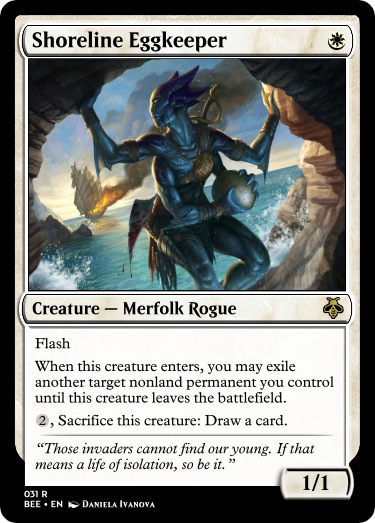 Shoreline Eggkeeper
Creature — Merfolk Rogue
Flash
When this creature enters, you may exile
another target nonland permanent you control
until this creature leaves the battlefield.
2, Sacrifice this creature: Draw a card.
“Those invaders cannot find our young. If that
means a life of isolation, so be it.”
1/1
031 R
BEE • EN Daniela Ivanova